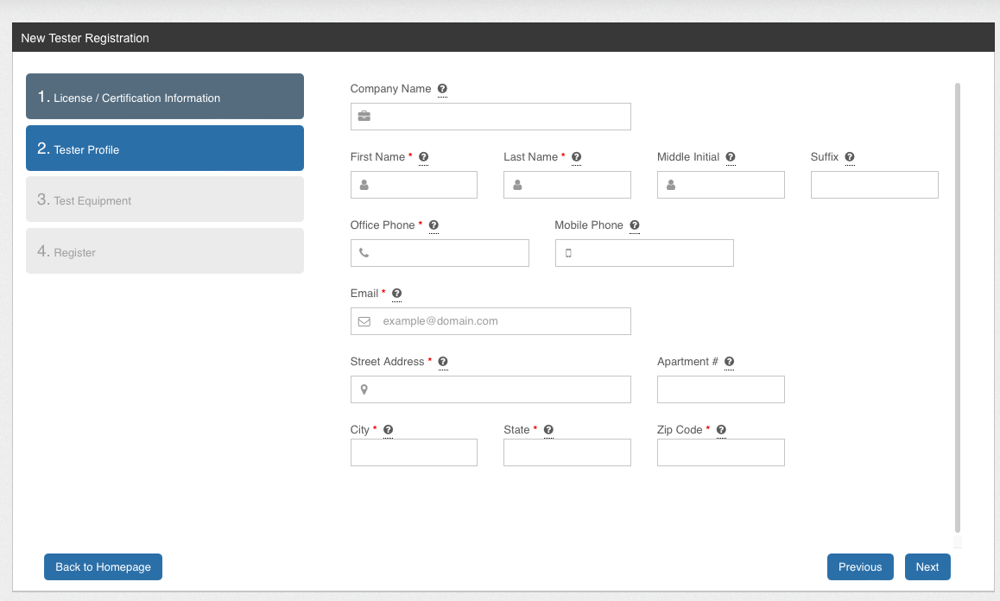 New Tester Registration
1. License / Certification Information
2. Tester Profile
3. Test Equipment
4. Register
Company Name
First Name * Last Name * Middle Initial Suffix
Office Phone * Mobile Phone
Email *
example@domain.com
Street Address * Apartment #
City * State * Zip Code *
Back to Homepage Previous Next